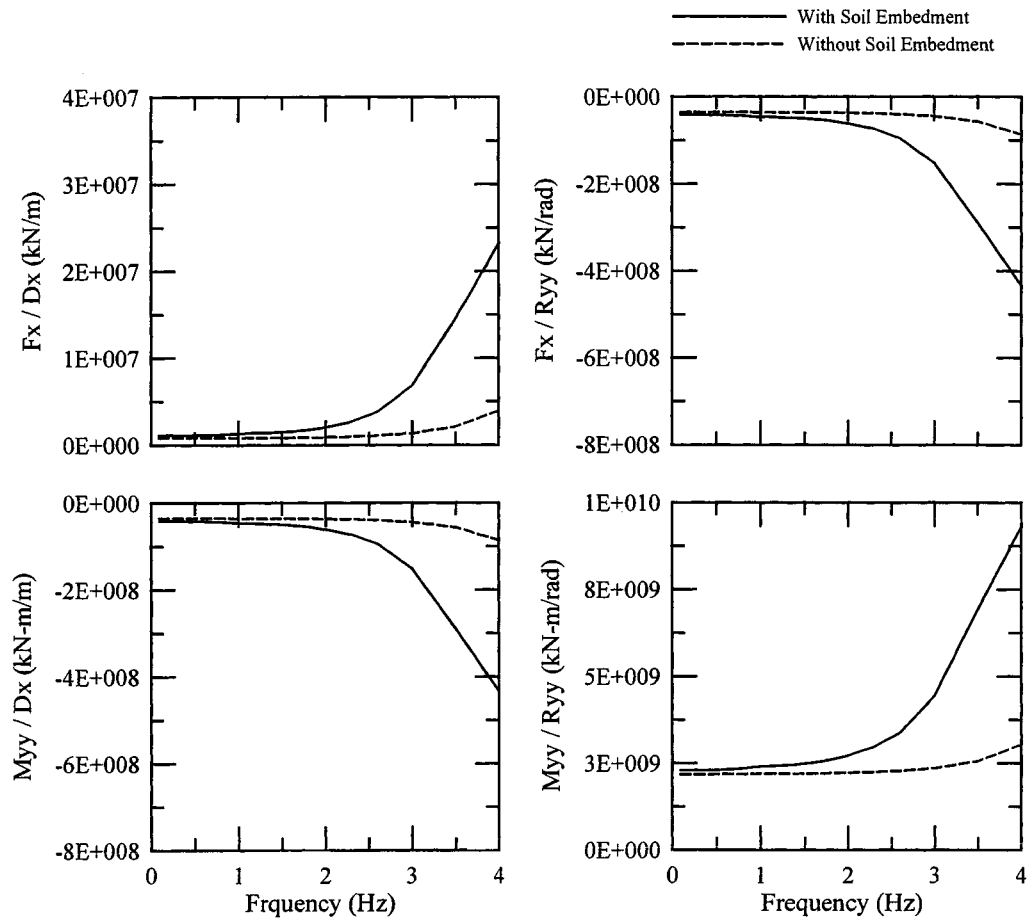 With Soil Embedment
Without Soil Embedment
4E+007
3E+007
2E+007
1E+007
0E+000
Fx / Dx (kN/m)
0E+000
-2E+008
-4E+008
-6E+008
-8E+008
Fx / Ryy (kN/rad)
0E+000
-2E+008
-4E+008
-6E+008
-8E+008
Myy / Dx (kN-m/m)
0
1
2
3
4
Frquency (Hz)
1E+010
8E+009
5E+009
3E+009
0E+000
Myy / Ryy (kN-m/rad)
0
1
2
3
4
Frequency (Hz)